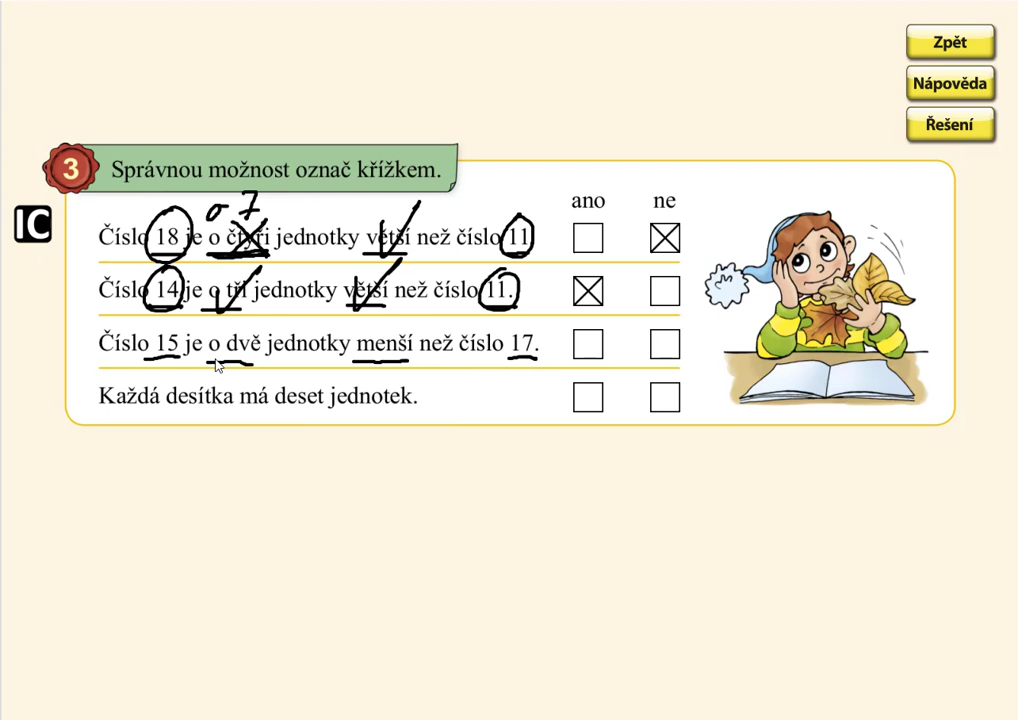 Zpět
Nápověda
Řešení
3 Správnou možnost označ křížkem.
ano ne
o 7
IC
Číslo 18 je o čtyři jednotky větší než číslo 11.
Číslo 14 je o tři jednotky větší než číslo 11.
Číslo 15 je o dvě jednotky menší než číslo 17.
Každá desítka má deset jednotek.